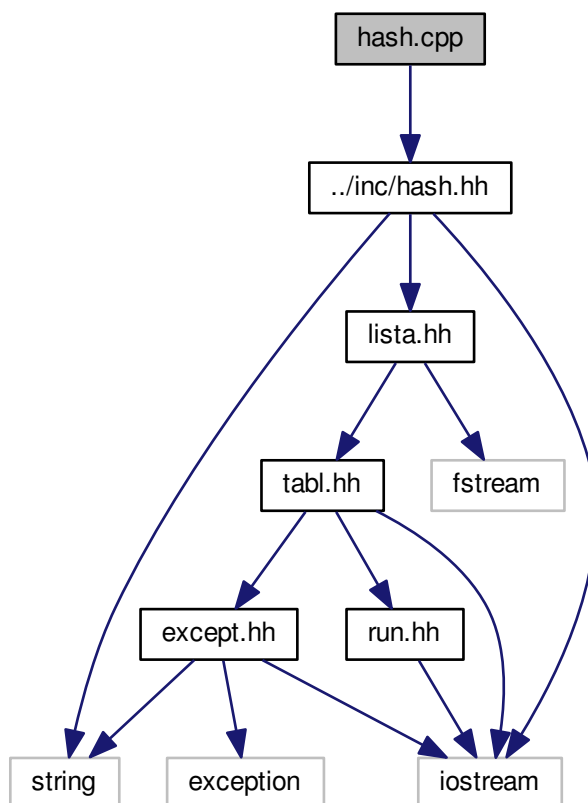 hash.cpp
../inc/hash.hh
lista.hh
tabl.hh
fstream
except.hh
run.hh
string
exception
iostream